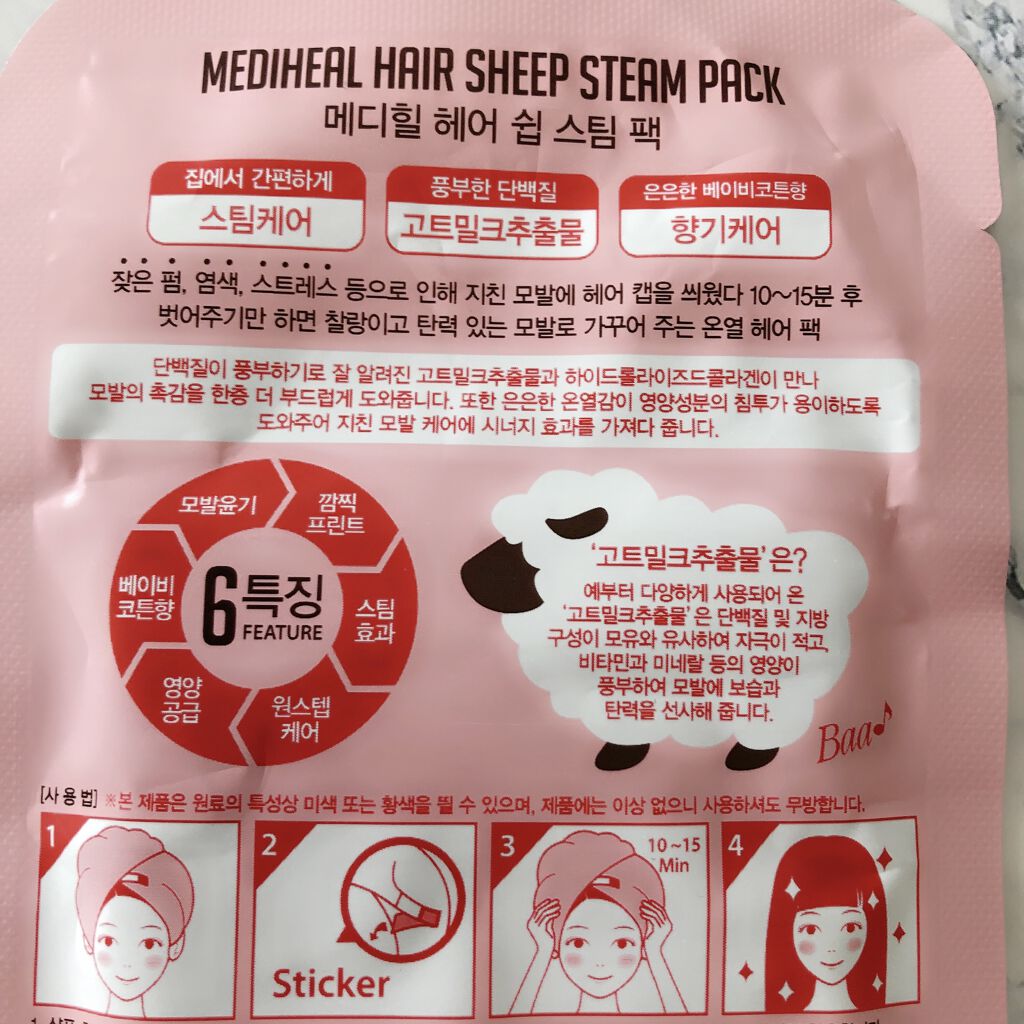 MEDIHEAL HAIR SHEEP STEAM PACK
메디힐 헤어 쉽 스팀 팩
집에서 간편하게
스팀케어
풍부한 단백질
고트밀크추출물
은은한 베이비코튼향
향기케어
잦은 펌, 염색, 스트레스 등으로 인해 지친 모발에 헤어 캡을 씌웠다 10~15분 후
벗어주기만 하면 찰랑이고 탄력 있는 모발로 가꾸어 주는 온열 헤어 팩
단백질이 풍부하기로 잘 알려진 고트밀크추출물과 하이드롤라이즈드콜라겐이 만나
모발의 촉감을 한층 더 부드럽게 도와줍니다. 또한 은은한 온열감이 영양성분의 침투가 용이하도록
도와주어 지친 모발 케어에 시너지 효과를 가져다 줍니다.
모발윤기
깜찍
프린트
베이비
코튼향
6특징
FEATURE
스팀
효과
영양
공급
원스텝
케어
'고트밀크추출물'은?
예부터 다양하게 사용되어 온
'고트밀크추출물'은 단백질 및 지방
구성이 모유와 유사하여 자극이 적고,
비타민과 미네랄 등의 영양이
풍부하여 모발에 보습과
탄력을 선사해 줍니다.
Baa♪
[사용법] ※본 제품은 원료의 특성상 미색 또는 황색을 띌 수 있으며, 제품에는 이상 없으니 사용하셔도 무방합니다.
1
2
Sticker
3
10~15
Min
4